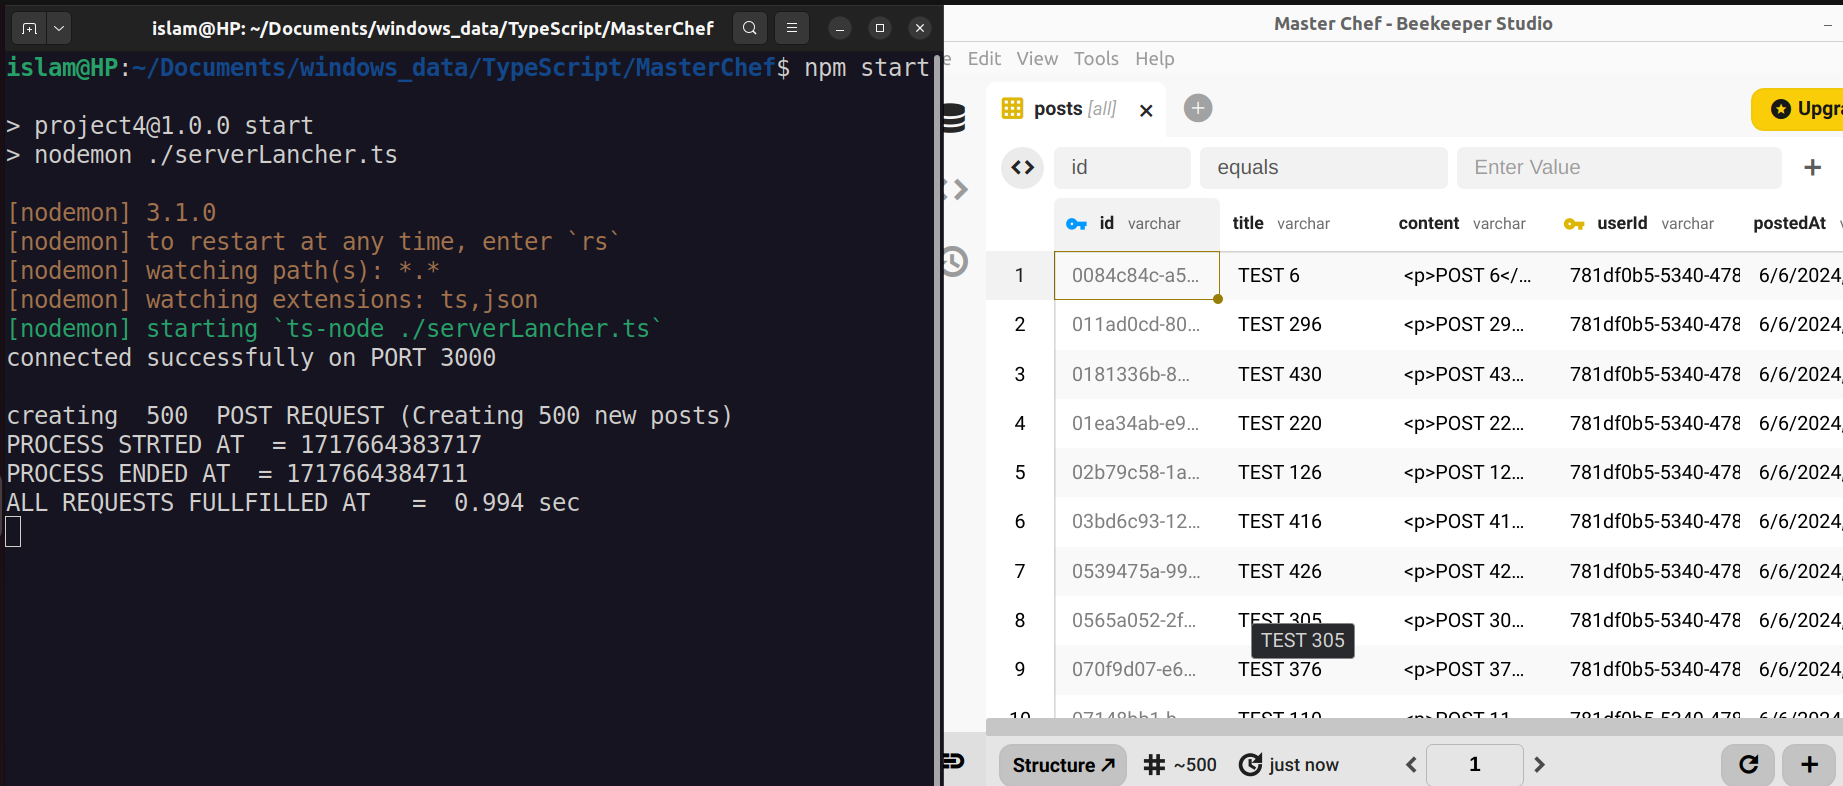 islam@HP: ~/Documents/windows_data/TypeScript/MasterChef
islam@HP:~/Documents/windows_data/TypeScript/MasterChef$ npm start
> project4@1.0.0 start
> nodemon ./serverLancher.ts
[nodemon] 3.1.0
[nodemon] to restart at any time, enter `rs`
[nodemon] watching path(s): *.*
[nodemon] watching extensions: ts,json
[nodemon] starting `ts-node ./serverLancher.ts`
connected successfully on PORT 3000
creating  500  POST REQUEST (Creating 500 new posts)
PROCESS STRTED AT  = 1717664383717
PROCESS ENDED AT  = 1717664384711
ALL REQUESTS FULLFILLED AT   =  0.994 sec
Master Chef - Beekeeper Studio
e Edit View Tools Help
posts [all]
Upgra
id equals Enter Value
id varchar title varchar content varchar userId varchar postedAt
1 0084c84c-a5... TEST 6 <p>POST 6</... 781df0b5-5340-478 6/6/2024,
2 011ad0cd-80... TEST 296 <p>POST 29... 781df0b5-5340-478 6/6/2024,
3 0181336b-8... TEST 430 <p>POST 43... 781df0b5-5340-478 6/6/2024,
4 01ea34ab-e9... TEST 220 <p>POST 22... 781df0b5-5340-478 6/6/2024,
5 02b79c58-1a... TEST 126 <p>POST 12... 781df0b5-5340-478 6/6/2024,
6 03bd6c93-12... TEST 416 <p>POST 41... 781df0b5-5340-478 6/6/2024,
7 0539475a-99... TEST 426 <p>POST 42... 781df0b5-5340-478 6/6/2024,
8 0565a052-2f... TEST 305 <p>POST 30... 781df0b5-5340-478 6/6/2024,
TEST 305
9 070f9d07-e6... TEST 376 <p>POST 37... 781df0b5-5340-478 6/6/2024,
Structure ~500 just now 1